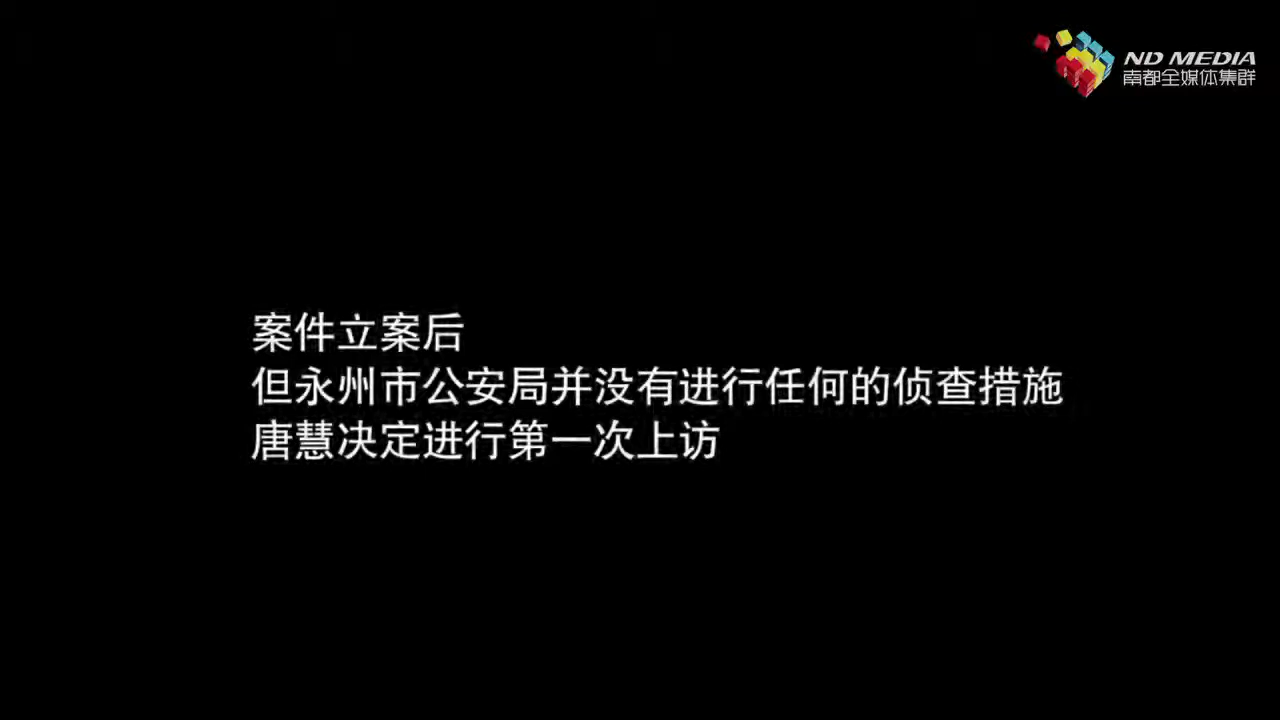 ND MEDIA
南都全媒体集群
案件立案后
但永州市公安局并没有进行任何的侦查措施
唐慧决定进行第一次上访